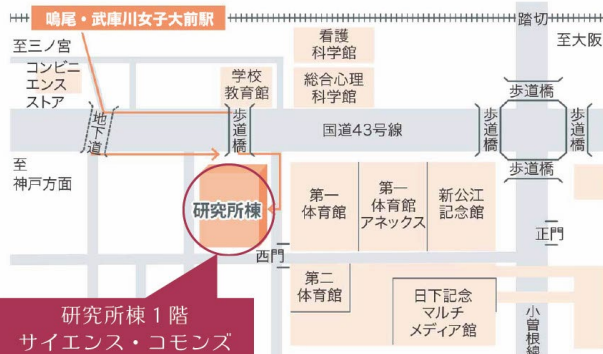 鳴尾・武庫川女子大前駅
踏切
至三ノ宮
至大阪
コンビニ
エンス
ストア
学校
教育館
看護
科学館
総合心理
科学館
地下道
歩道橋
国道43号線
歩道橋
歩道橋
歩道橋
歩道橋
至
神戸方面
研究所棟
第一
体育館
第一
体育館
アネックス
新公江
記念館
正門
西門
第二
体育館
日下記念
マルチ
メディア館
小曽根線
研究所棟1階
サイエンス・コモンズ